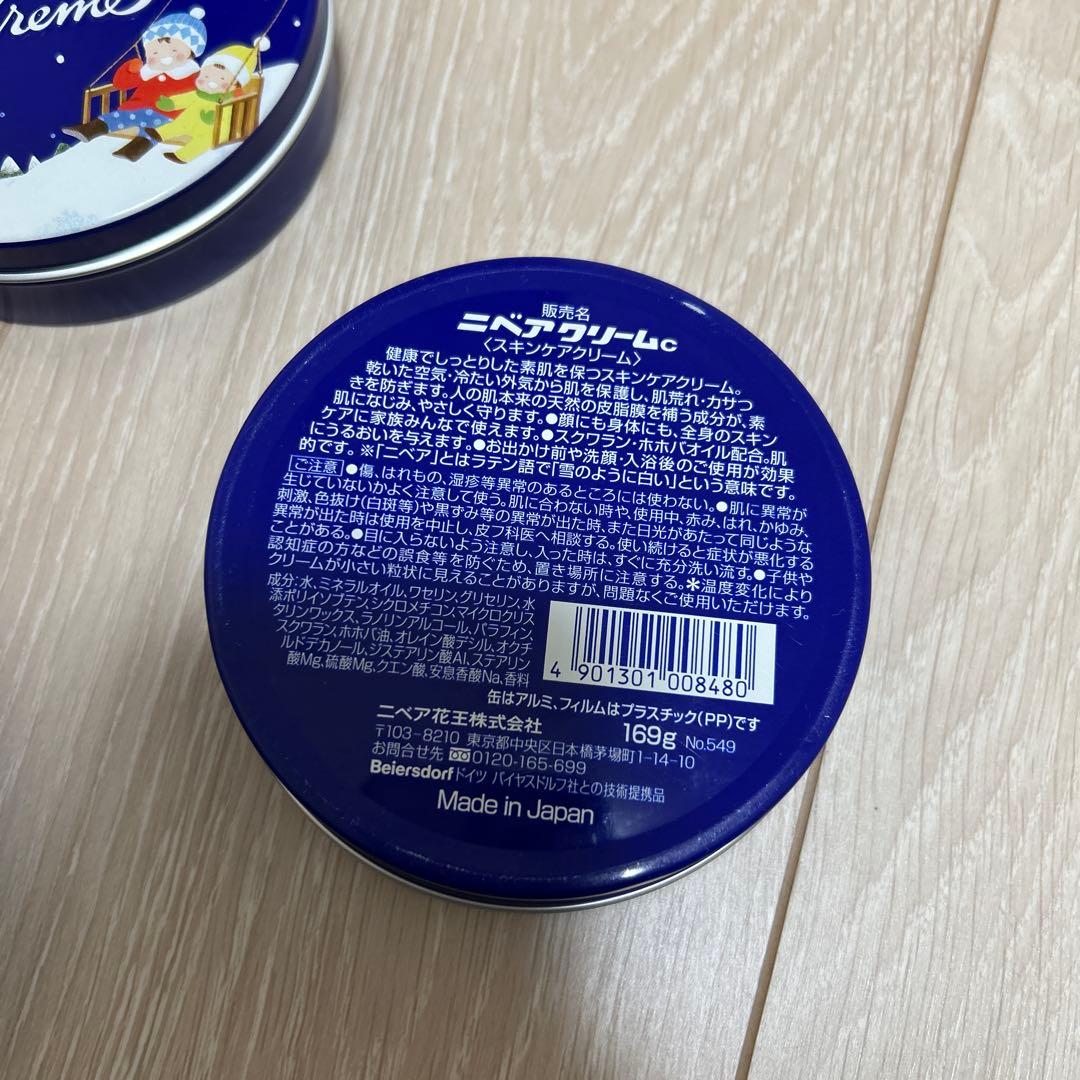 Creme
販売名
ニベアクリームC
〈スキンケアクリーム〉
健康でしっとりした素肌を保つスキンケアクリーム。
乾いた空気・冷たい外気から肌を保護し、肌荒れ・カサつ
きを防ぎます。人の肌本来の天然の皮脂膜を補う成分が、素
肌になじみ、やさしく守ります。●顔にも身体にも、全身のスキン
ケアに家族みんなで使えます。●スクワラン・ホホバオイル配合。肌
にうるおいを与えます。●お出かけ前や洗顔・入浴後のご使用が効果
的です。※「ニベア」とはラテン語で「雪のように白い」という意味です。
ご注意 ●傷、はれもの、湿疹等異常のあるところには使わない。●肌に異常が
生じていないかよく注意して使う。肌に合わない時や、使用中、赤み、はれ、かゆみ、
刺激、色抜け(白斑等)や黒ずみ等の異常が出た時、また日光があたって同じような
異常が出た時は使用を中止し、皮フ科医へ相談する。使い続けると症状が悪化する
ことがある。●目に入らないよう注意し、入った時は、すぐに充分洗い流す。●子供や
認知症の方などの誤食等を防ぐため、置き場所に注意する。＊温度変化により
クリームが小さい粒状に見えることがありますが、問題なくご使用いただけます。
成分:水、ミネラルオイル、ワセリン、グリセリン、水
添ポリイソブテン、シクロメチコン、マイクロクリス
タリンワックス、ラノリンアルコール、パラフィン、
スクワラン、ホホバ油、オレイン酸デシル、オクチ
ルドデカノール、ジステアリン酸Al、ステアリン
酸Mg、硫酸Mg、クエン酸、安息香酸Na、香料
4 901301 008480
缶はアルミ、フィルムはプラスチック(PP)です
ニベア花王株式会社 169g No.549
〒103-8210 東京都中央区日本橋茅場町1-14-10
お問合せ先 0120-165-699
Beiersdorf ドイツ バイヤスドルフ社との技術提携品
Made in Japan